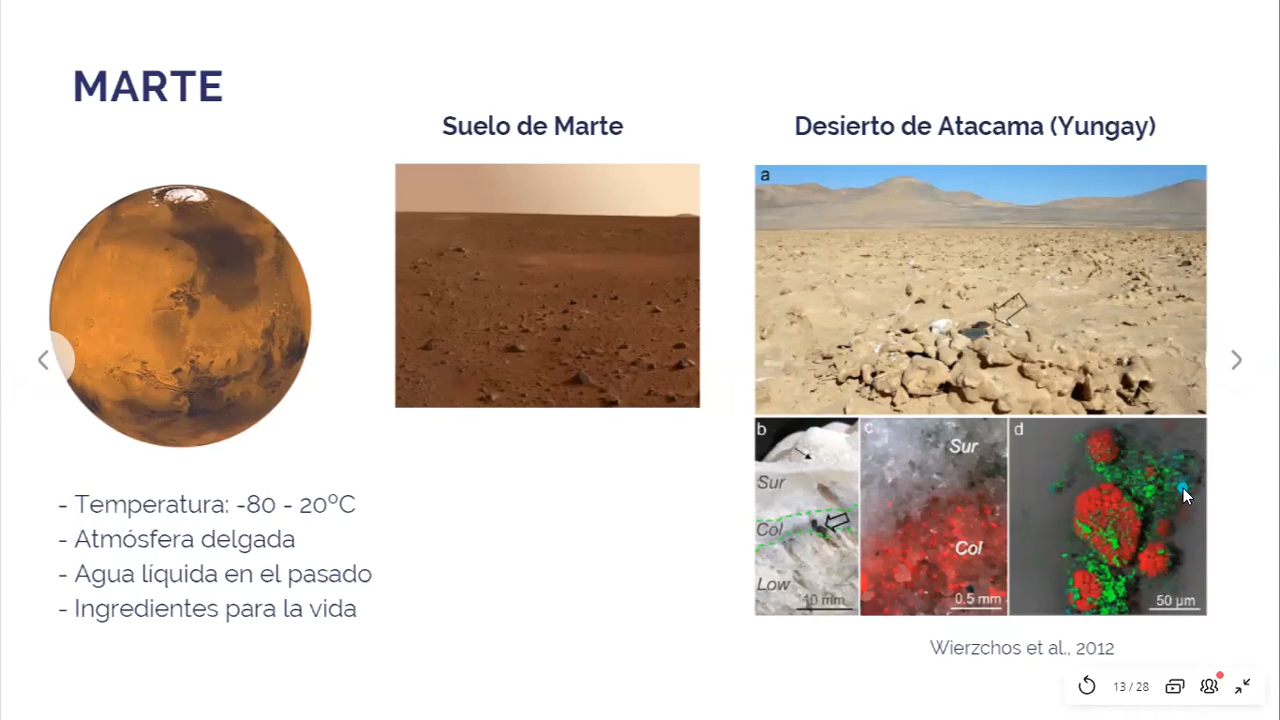 MARTE
Suelo de Marte
Desierto de Atacama (Yungay)
a
b
c
d
Sur
Sur
Col
Col
Low
10 mm
0.5 mm
50 µm
- Temperatura: -80 - 20ºC
- Atmósfera delgada
- Agua líquida en el pasado
- Ingredientes para la vida
Wierzchos et al., 2012
13 / 28